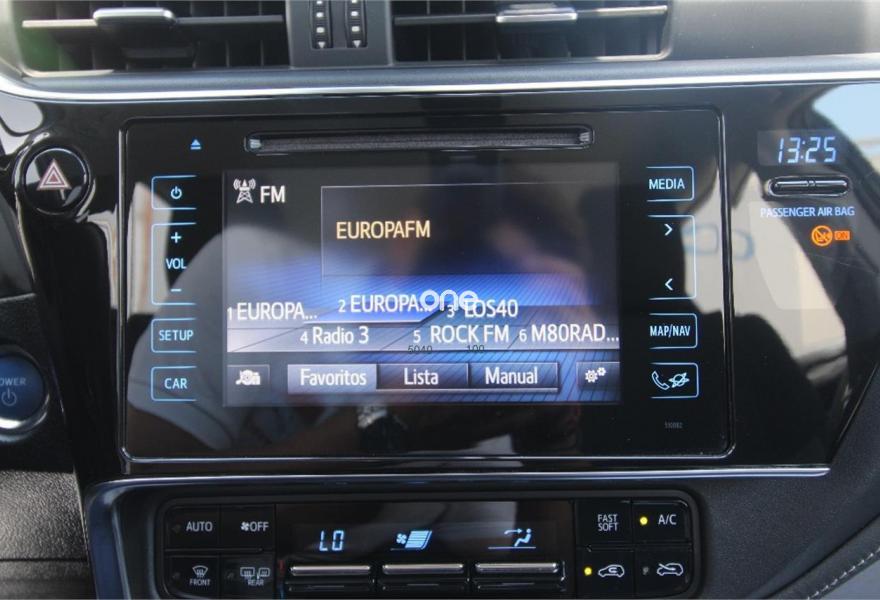 FM
MEDIA
13:25
EUROPAFM
PASSENGER AIR BAG
ON
VOL
1 EUROPA...
2 EUROPA...
3 LOS40
one
4 Radio 3
5 ROCK FM
6 M80RAD...
SETUP
MAP/NAV
CAR
Favoritos
Lista
Manual
POWER
AUTO
OFF
LO
FAST
SOFT
A/C
FRONT
REAR